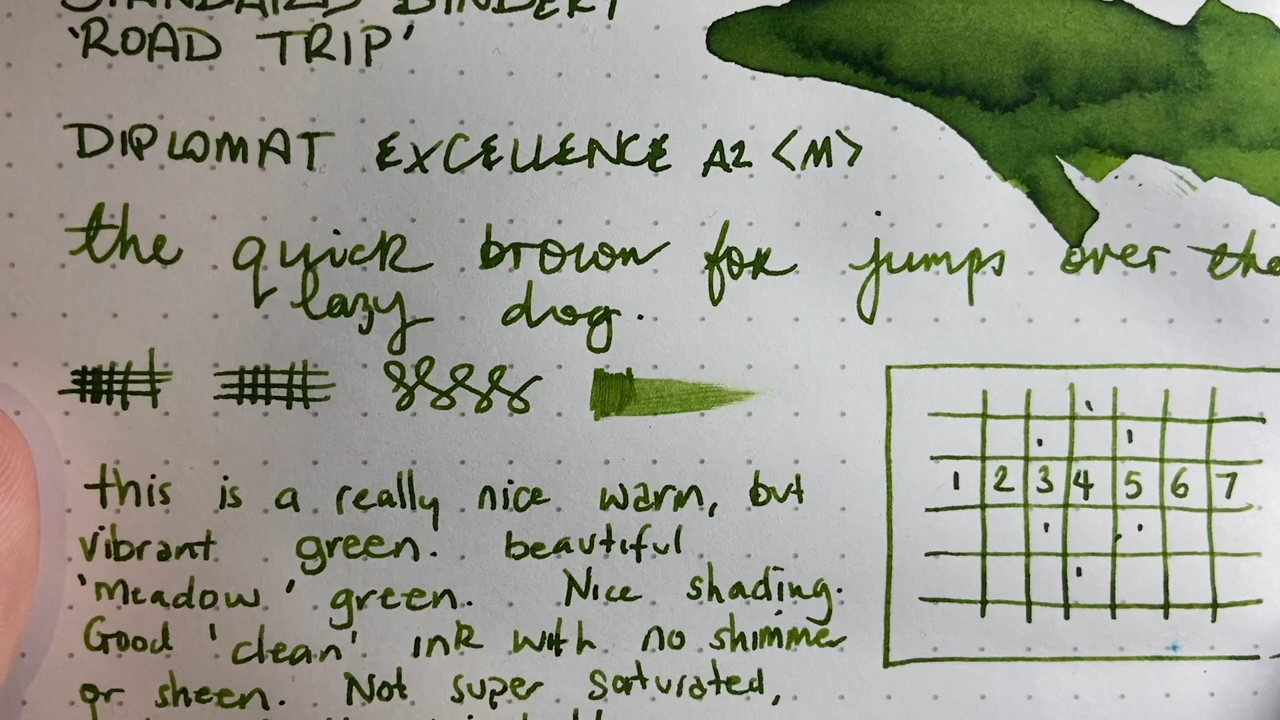 STANDARD BINDERY
'ROAD TRIP'
DIPLOMAT EXCELLENCE A2 <M>
the quick brown fox jumps over the
lazy dog.
1 2 3 4 5 6 7
this is a really nice warm, but
vibrant green. beautiful
'Meadow' green. Nice shading.
Good 'clean' ink with no shimmer
or sheen. Not super saturated,